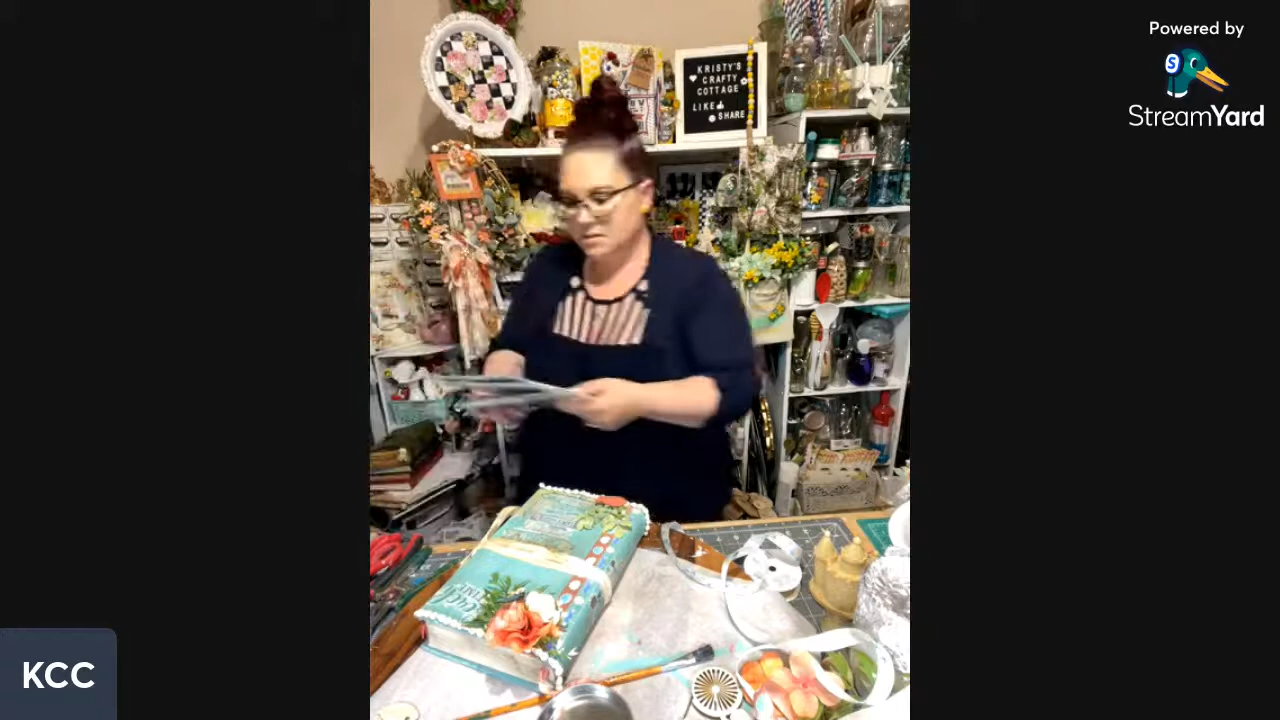 Powered by
StreamYard
KRISTY'S
CRAFTY
COTTAGE
LIKE
SHARE
KCC